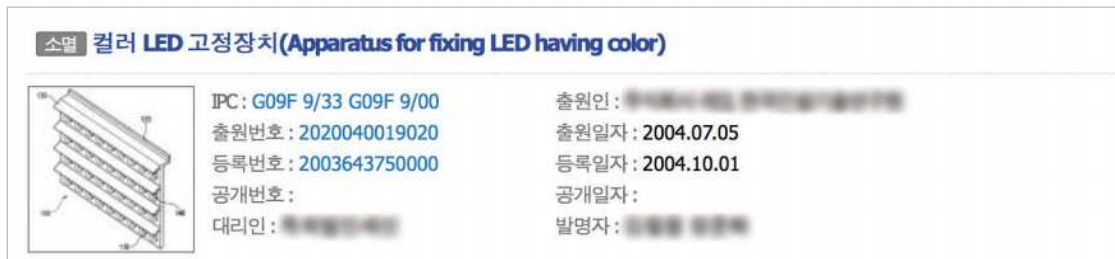 소멸 컬러 LED 고정장치(Apparatus for fixing LED having color)
IPC : G09F 9/33 G09F 9/00 출원인 :
출원번호 : 2020040019020 출원일자 : 2004.07.05
등록번호 : 2003643750000 등록일자 : 2004.10.01
공개번호 : 공개일자 :
대리인 : 발명자 :